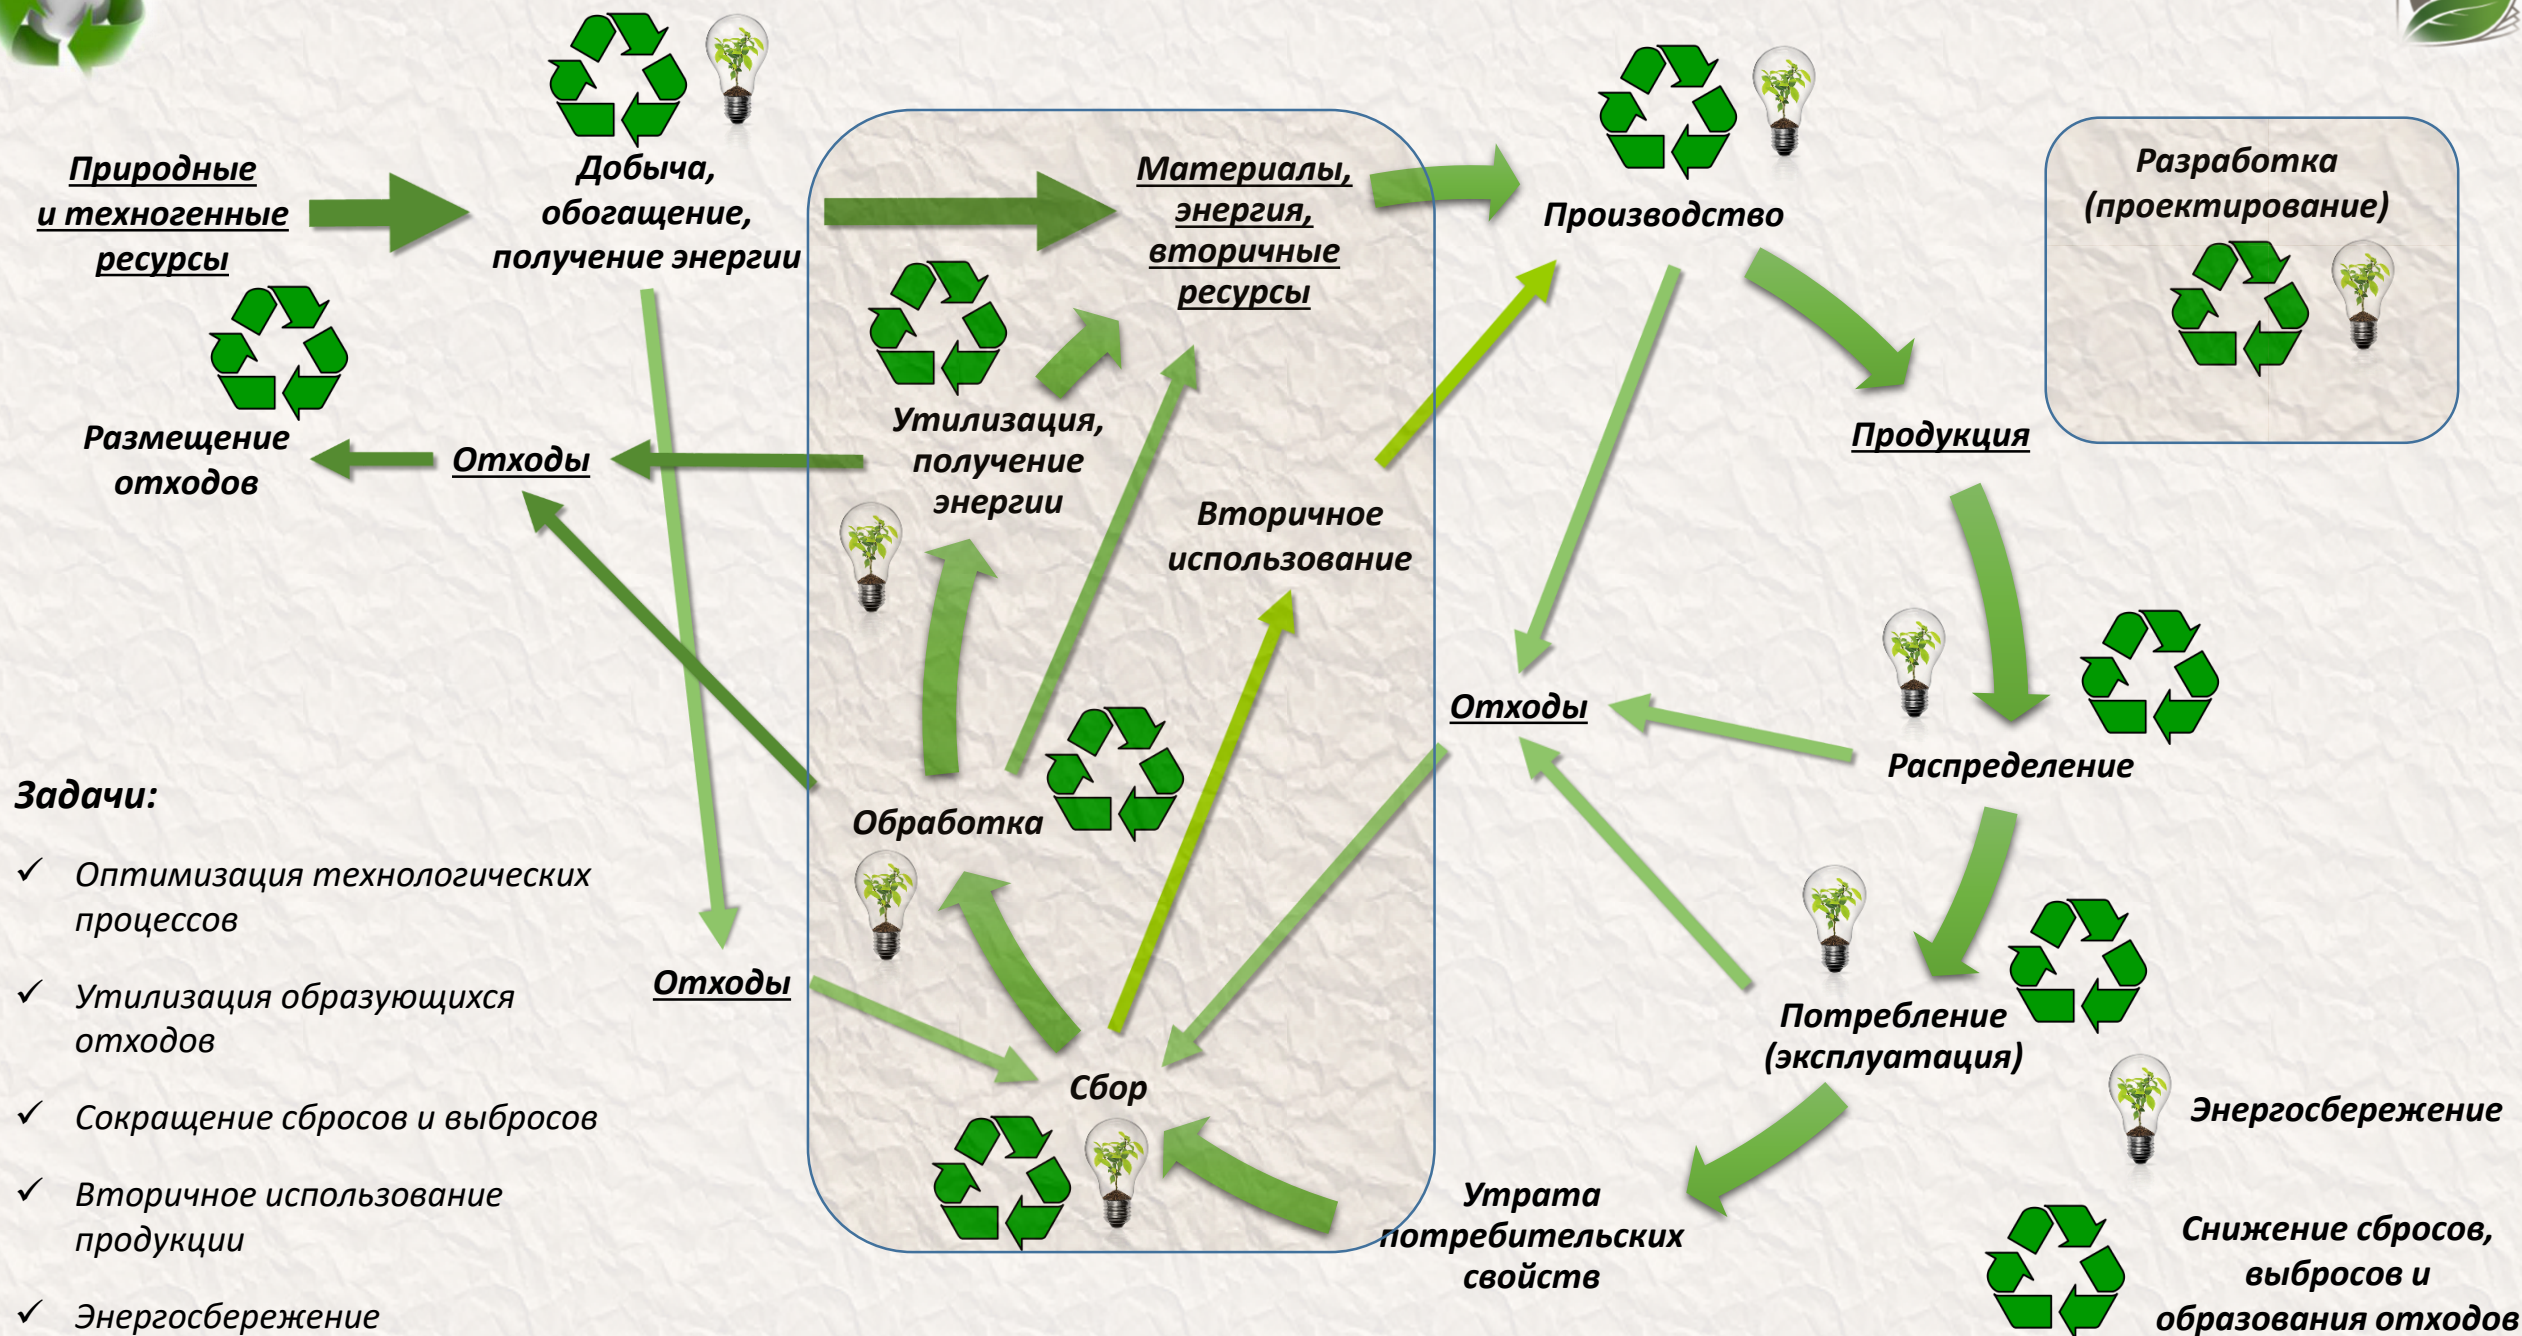 Природные
и техногенные
ресурсы
Добыча,
обогащение,
получение энергии
Материалы,
энергия,
вторичные
ресурсы
Производство
Разработка
(проектирование)
Размещение
отходов
Отходы
Утилизация,
получение
энергии
Вторичное
использование
Продукция
Отходы
Распределение
Обработка
Отходы
Сбор
Потребление
(эксплуатация)
Утрата
потребительских
свойств
Энергосбережение
Снижение сбросов,
выбросов и
образования отходов
Задачи:
✓ Оптимизация технологических
процессов
✓ Утилизация образующихся
отходов
✓ Сокращение сбросов и выбросов
✓ Вторичное использование
продукции
✓ Энергосбережение